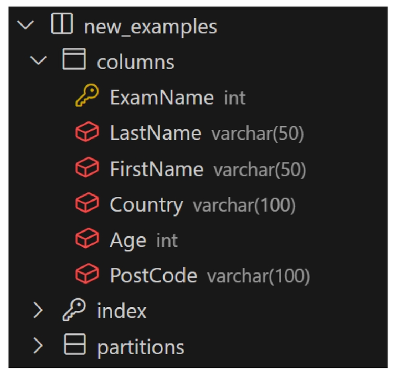 new_examples
columns
ExamName int
LastName varchar(50)
FirstName varchar(50)
Country varchar(100)
Age int
PostCode varchar(100)
index
partitions